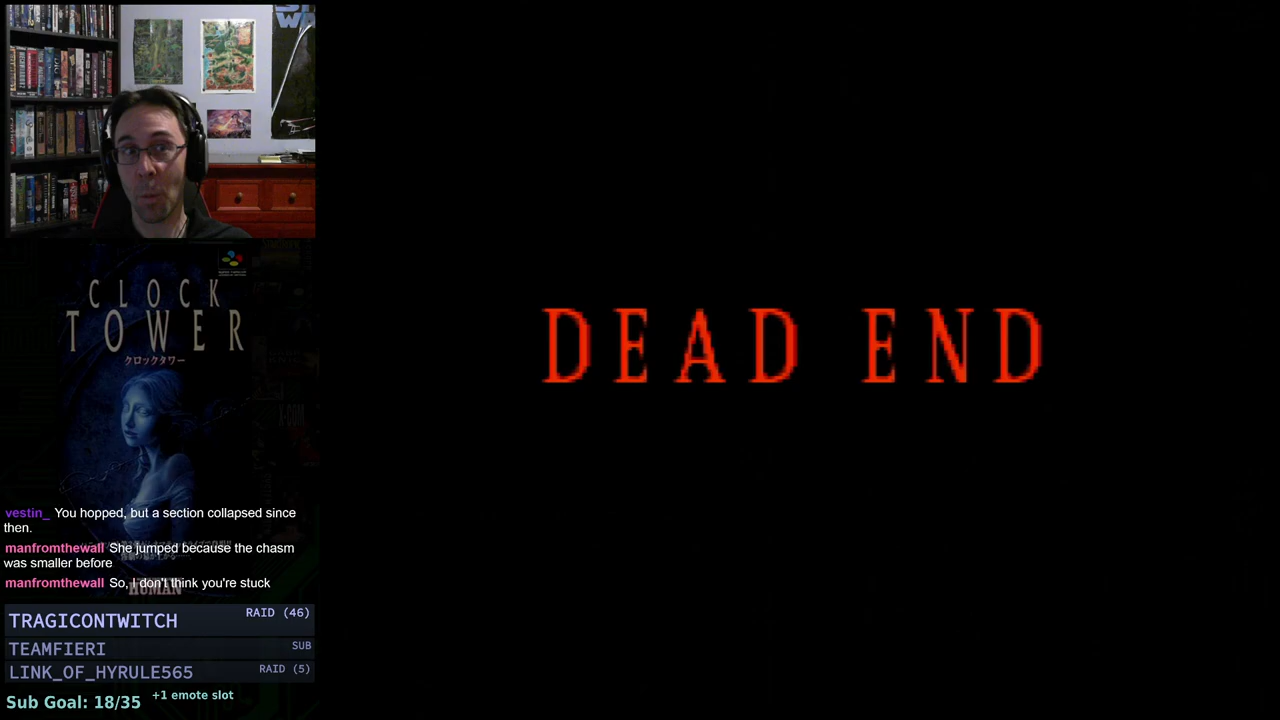 DEAD END
CLOCK
TOWER
クロックタワー
vestin_ You hopped, but a section collapsed since
then.
manfromthewall She jumped because the chasm
was smaller before
manfromthewall So, I don't think you're stuck
HUMAN
TRAGICONTWITCH RAID (46)
TEAMFIERI SUB
LINK_OF_HYRULE565 RAID (5)
Sub Goal: 18/35 +1 emote slot